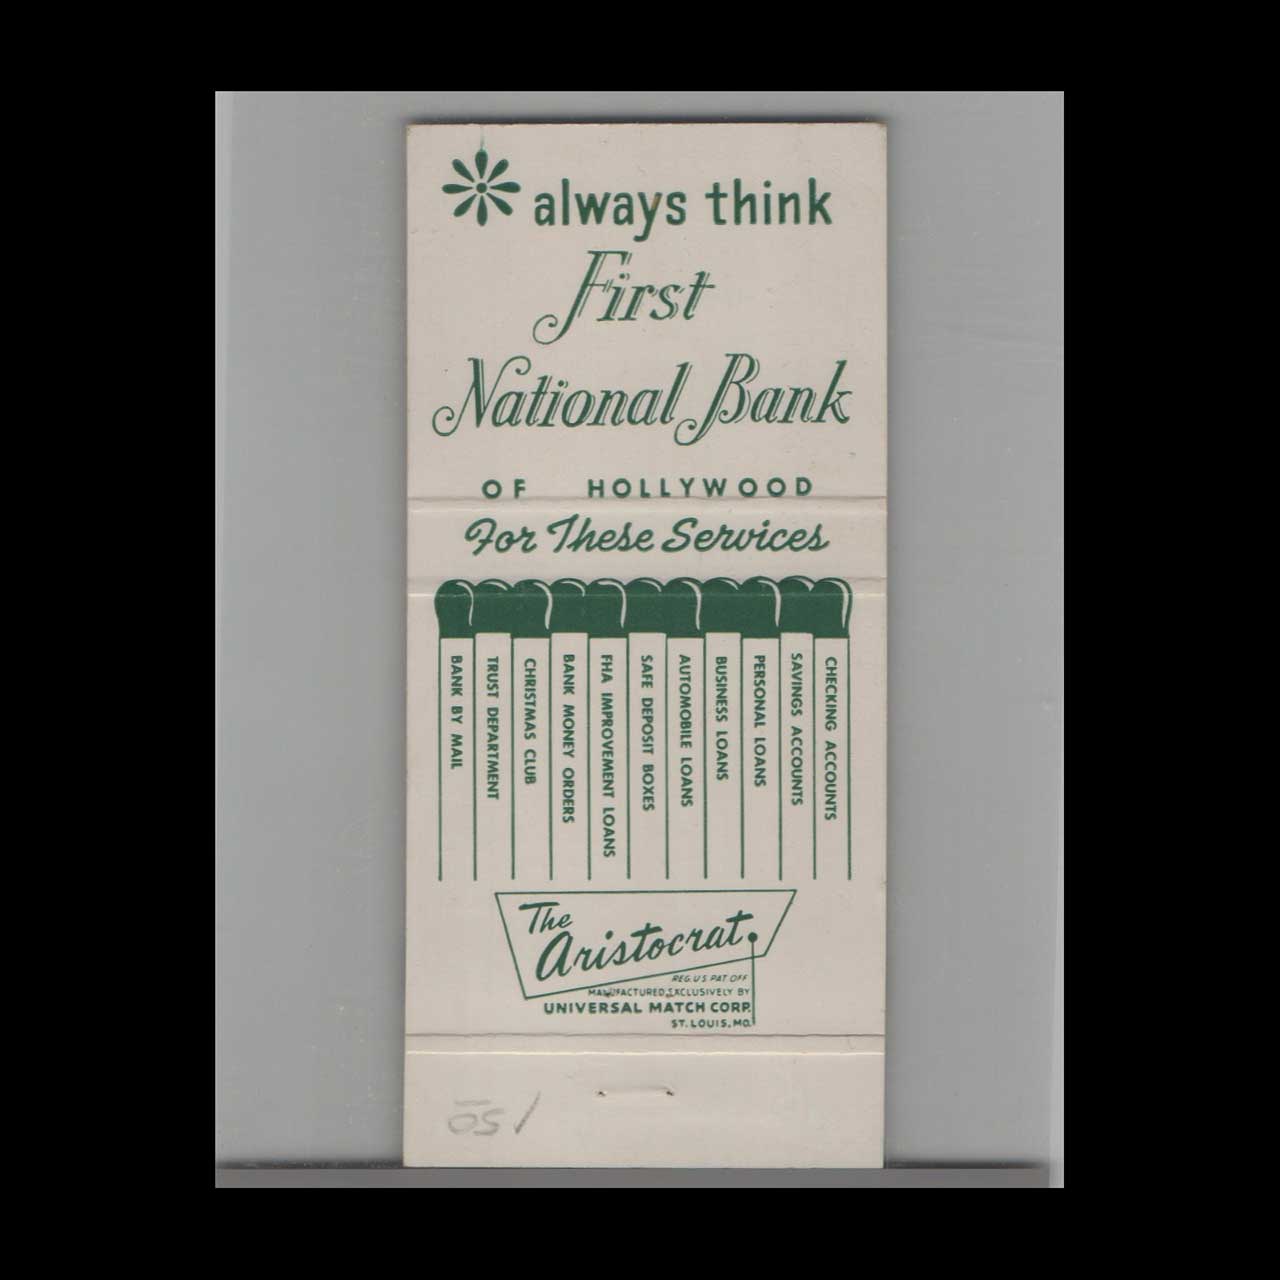 always think
First
National Bank
OF HOLLYWOOD
For These Services
BANK BY MAIL
TRUST DEPARTMENT
CHRISTMAS CLUB
BANK MONEY ORDERS
FHA IMPROVEMENT LOANS
SAFE DEPOSIT BOXES
AUTOMOBILE LOANS
BUSINESS LOANS
PERSONAL LOANS
SAVINGS ACCOUNTS
CHECKING ACCOUNTS
The
Aristocrat
REG. U S PAT OFF
MANUFACTURED EXCLUSIVELY BY
UNIVERSAL MATCH CORP.
ST. LOUIS, MO.
150